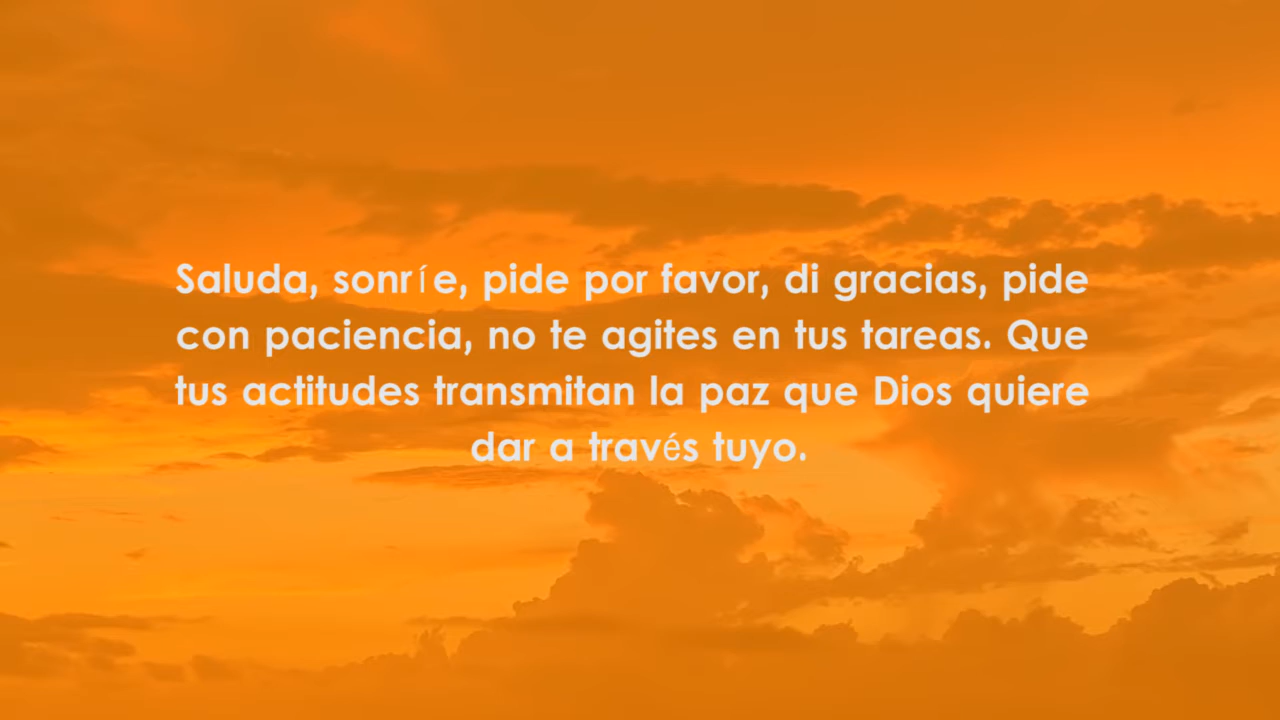 Saluda, sonríe, pide por favor, di gracias, pide
con paciencia, no te agites en tus tareas. Que
tus actitudes transmitan la paz que Dios quiere
dar a través tuyo.